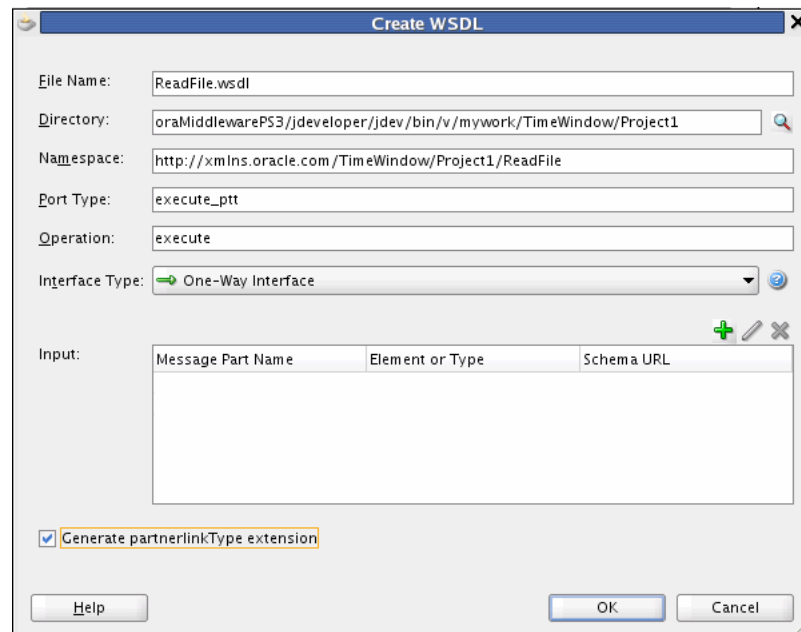 Create WSDL
File Name: ReadFile.wsdl
Directory: oraMiddlewarePS3/jdeveloper/jdev/bin/v/mywork/TimeWindow/Project1
Namespace: http://xmlns.oracle.com/TimeWindow/Project1/ReadFile
Port Type: execute_ptt
Operation: execute
Interface Type: One-Way Interface
Input: Message Part Name Element or Type Schema URL
Generate partnerlinkType extension
Help OK Cancel